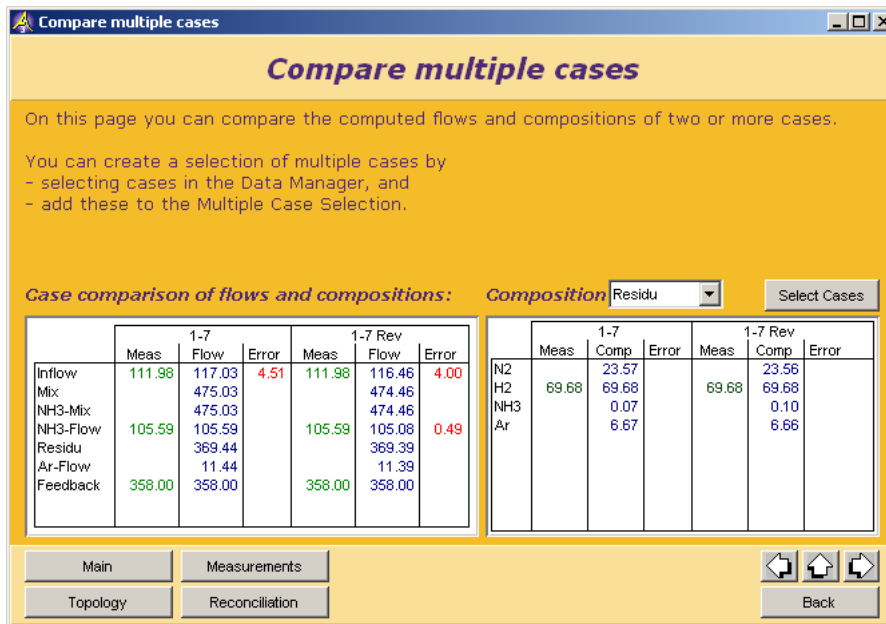 Compare multiple cases
Compare multiple cases
On this page you can compare the computed flows and compositions of two or more cases.
You can create a selection of multiple cases by
- selecting cases in the Data Manager, and
- add these to the Multiple Case Selection.
Case comparison of flows and compositions:
Composition Residu
Select Cases
1-7 1-7 Rev
Meas Flow Error Meas Flow Error
Inflow 111.98 117.03 4.51 111.98 116.46 4.00
Mix 475.03 474.46
NH3-Mix 475.03 474.46
NH3-Flow 105.59 105.59 105.59 105.08 0.49
Residu 369.44 369.39
Ar-Flow 11.44 11.39
Feedback 358.00 358.00 358.00 358.00
1-7 1-7 Rev
Meas Comp Error Meas Comp Error
N2 23.57 23.56
H2 69.68 69.68 69.68 69.68
NH3 0.07 0.10
Ar 6.67 6.66
Main Measurements
Topology Reconciliation Back